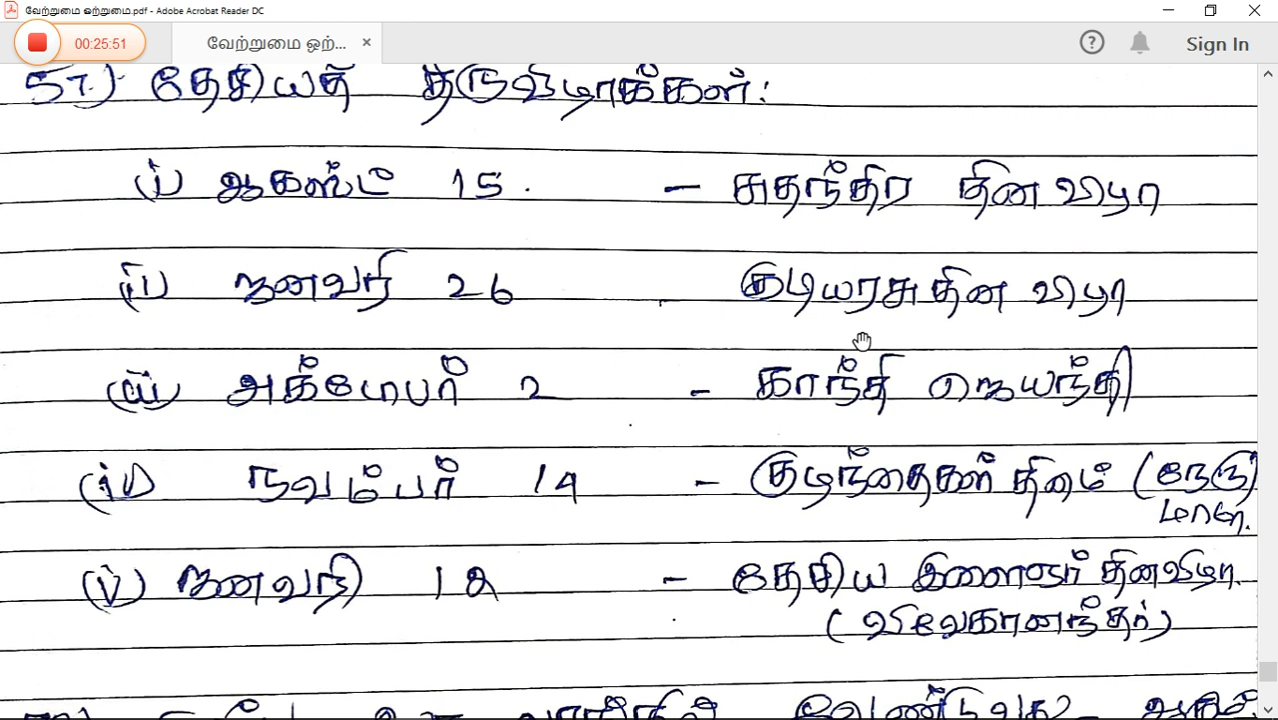 வேற்றுமை ஒற்றுமை.pdf - Adobe Acrobat Reader DC
00:25:51 வேற்றுமை ஒற்... × Sign In
57) தேசியத் திருவிழாக்கள்:
(i) ஆகஸ்ட் 15. – சுதந்திர தின விழா
(ii) ஜனவரி 26 குடியரசு தின விழா
(iii) அக்டோபர் 2 – காந்தி ஜெயந்தி
(iv) நவம்பர் 14 – குழந்தைகள் தினம் (நேரு)
மாமா.
(v) ஜனவரி 12 – தேசிய இளைஞர் தினவிழா.
(விவேகானந்தர்)